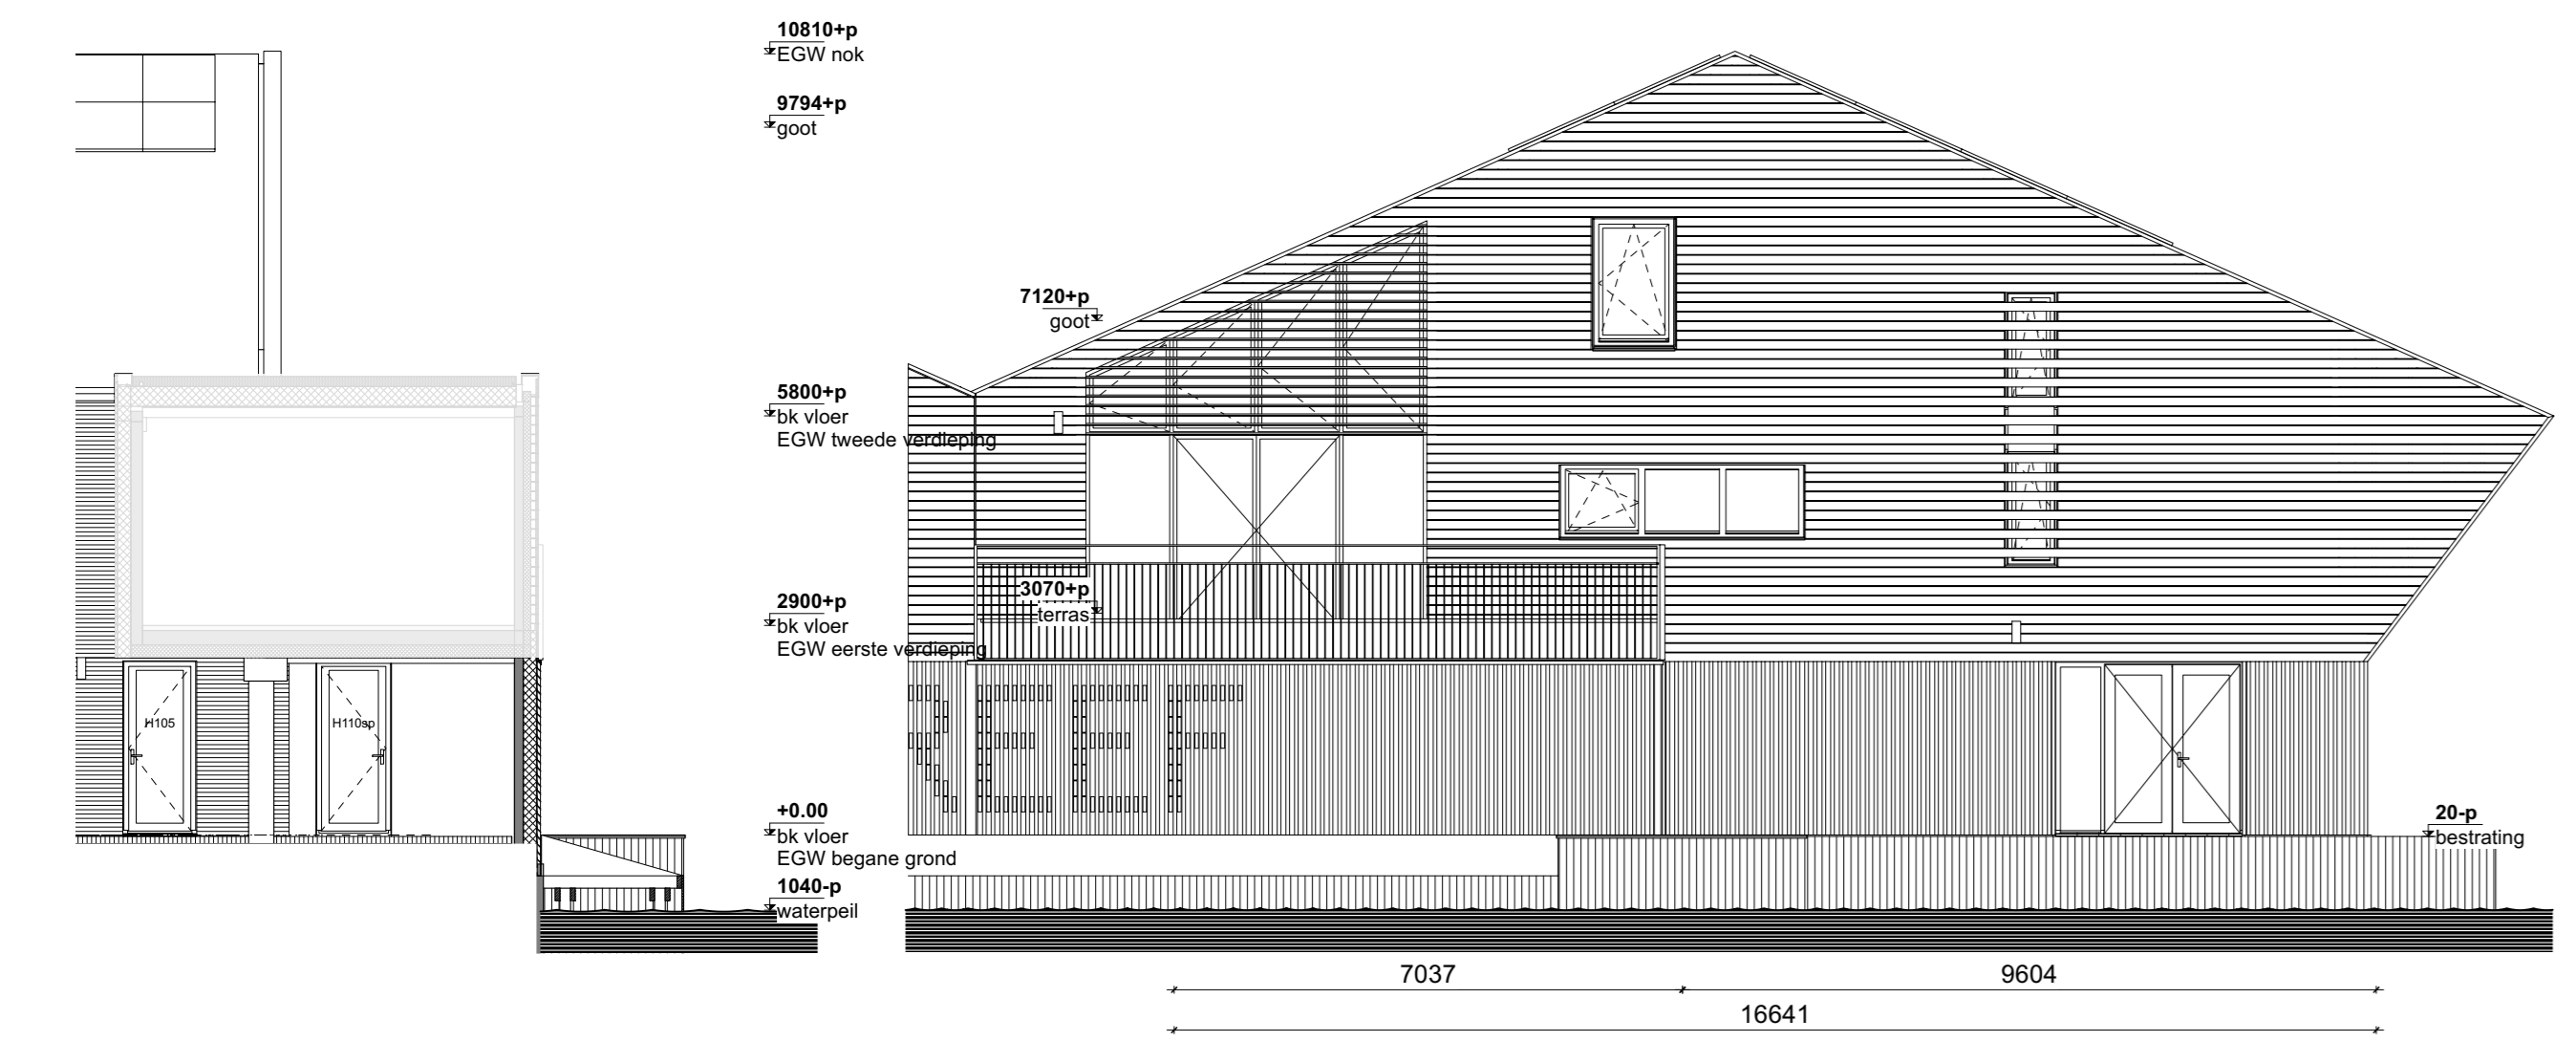 10810+p
EGW nok
9794+p
goot
7120+p
goot
5800+p
bk vloer
EGW tweede verdieping
3070+p
terras
2900+p
bk vloer
EGW eerste verdieping
H105
H110sp
+0.00
bk vloer
EGW begane grond
20-p
bestrating
1040-p
waterpeil
7037
9604
16641